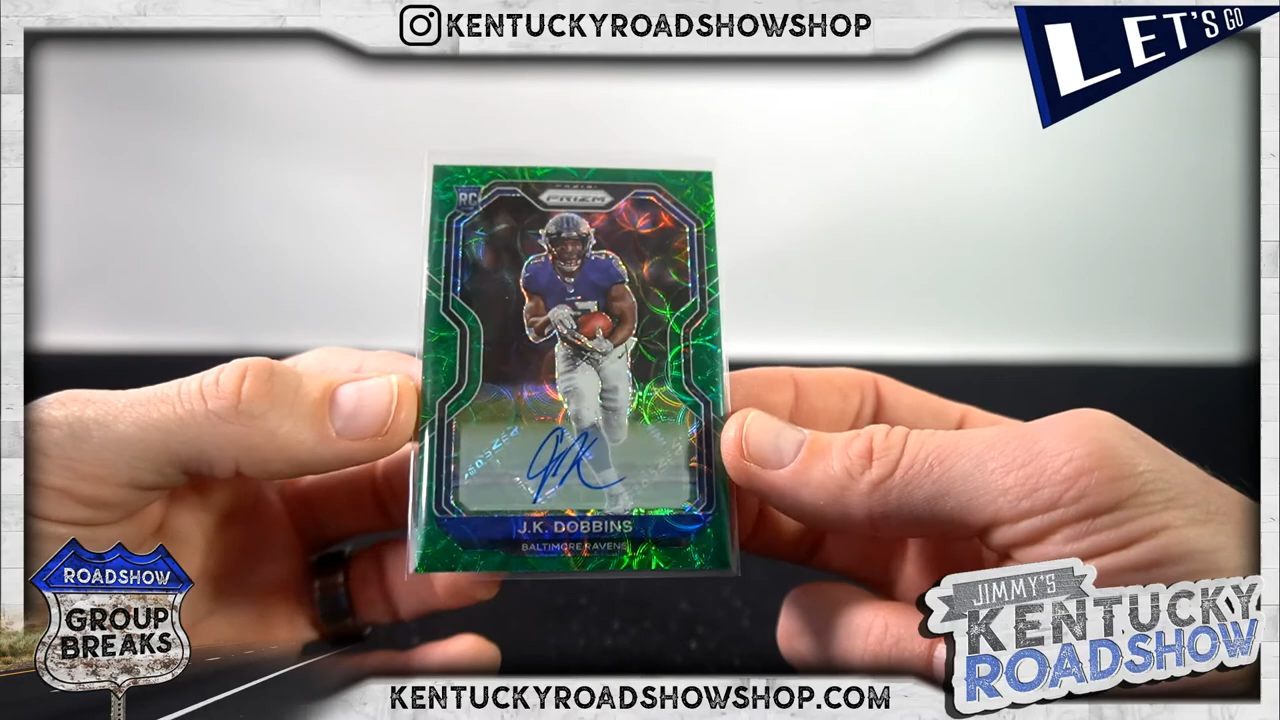 KENTUCKYROADSHOWSHOP
LET'S GO
RC
PANINI
PRIZM
J.K. DOBBINS
BALTIMORE RAVENS
ROADSHOW
GROUP
BREAKS
JIMMY'S
KENTUCKY
ROADSHOW
KENTUCKYROADSHOWSHOP.COM